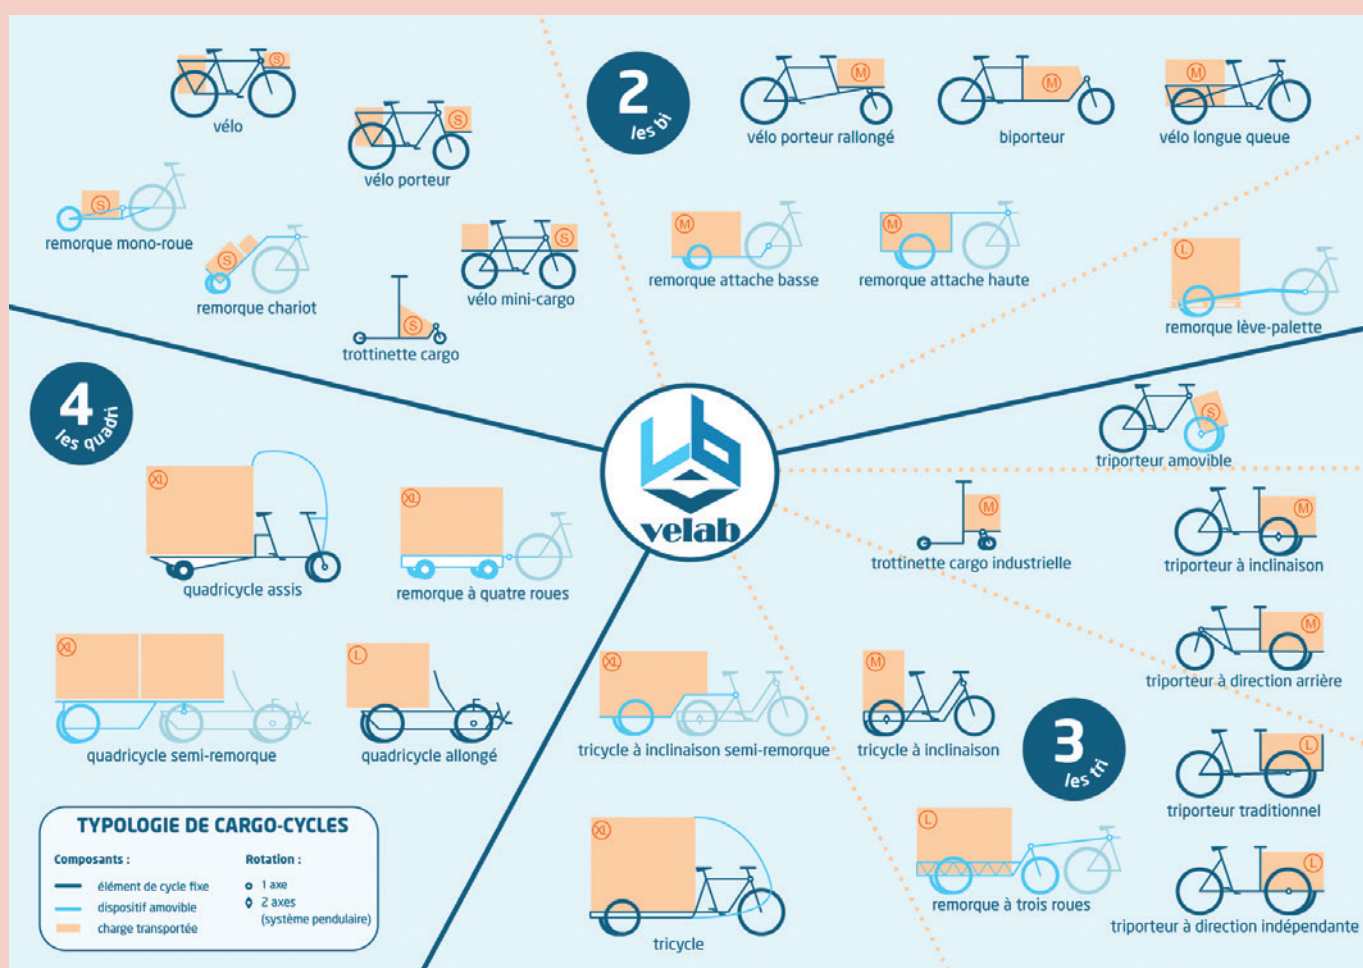 2
les bi
S
vélo
S
vélo porteur
S
remorque mono-roue
S
remorque chariot
S
vélo mini-cargo
S
trottinette cargo
M
vélo porteur rallongé
M
biporteur
M
vélo longue queue
M
remorque attache basse
M
remorque attache haute
L
remorque lève-palette
velab
3
les tri
S
triporteur amovible
M
trottinette cargo industrielle
M
triporteur à inclinaison
M
triporteur à direction arrière
L
triporteur traditionnel
L
triporteur à direction indépendante
XL
tricycle à inclinaison semi-remorque
M
tricycle à inclinaison
L
remorque à trois roues
XL
tricycle
4
les quadri
XL
quadricycle assis
XL
remorque à quatre roues
XL
quadricycle semi-remorque
L
quadricycle allongé
TYPOLOGIE DE CARGO-CYCLES
Composants :
élément de cycle fixe
dispositif amovible
charge transportée
Rotation :
1 axe
2 axes
(système pendulaire)